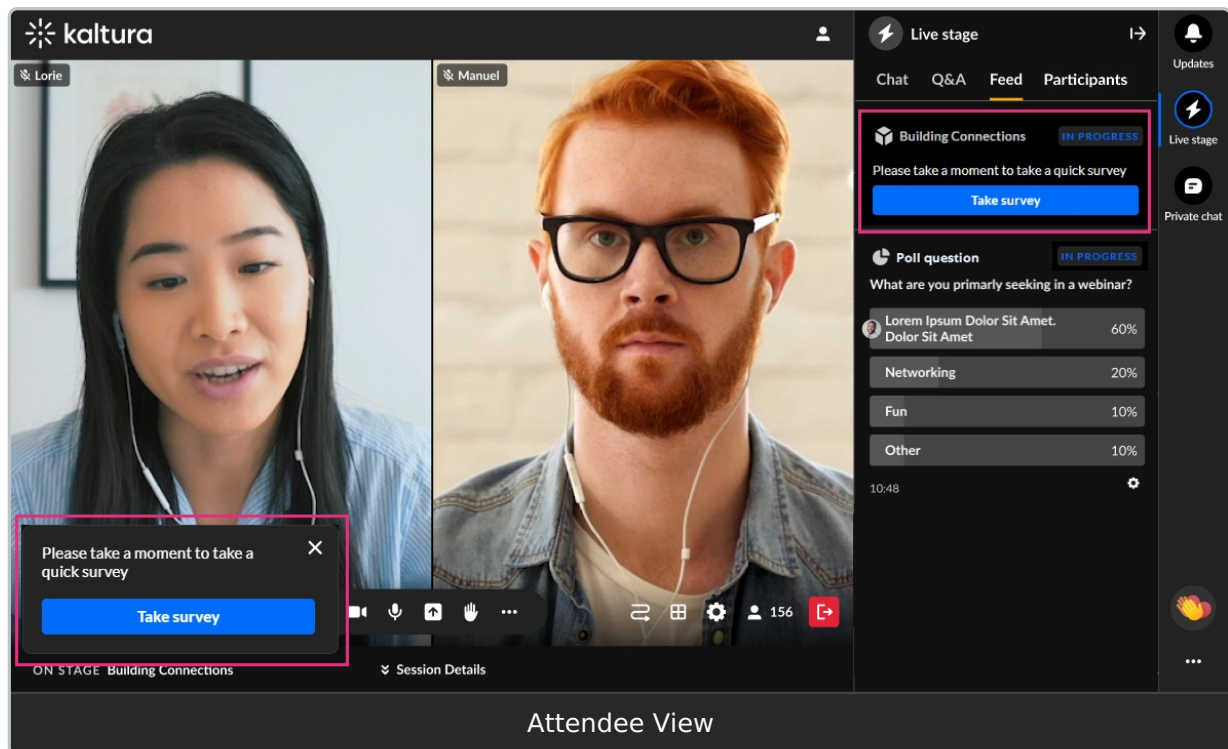 kaltura
Lorie
Manuel
Live stage
Chat Q&A Feed Participants
Building Connections IN PROGRESS
Please take a moment to take a quick survey
Take survey
Poll question IN PROGRESS
What are you primarly seeking in a webinar?
Lorem Ipsum Dolor Sit Amet.
Dolor Sit Amet
60%
Networking 20%
Fun 10%
Other 10%
10:48
Updates
Live stage
Private chat
Please take a moment to take a
quick survey
Take survey
156
ON STAGE Building Connections
Session Details
Attendee View